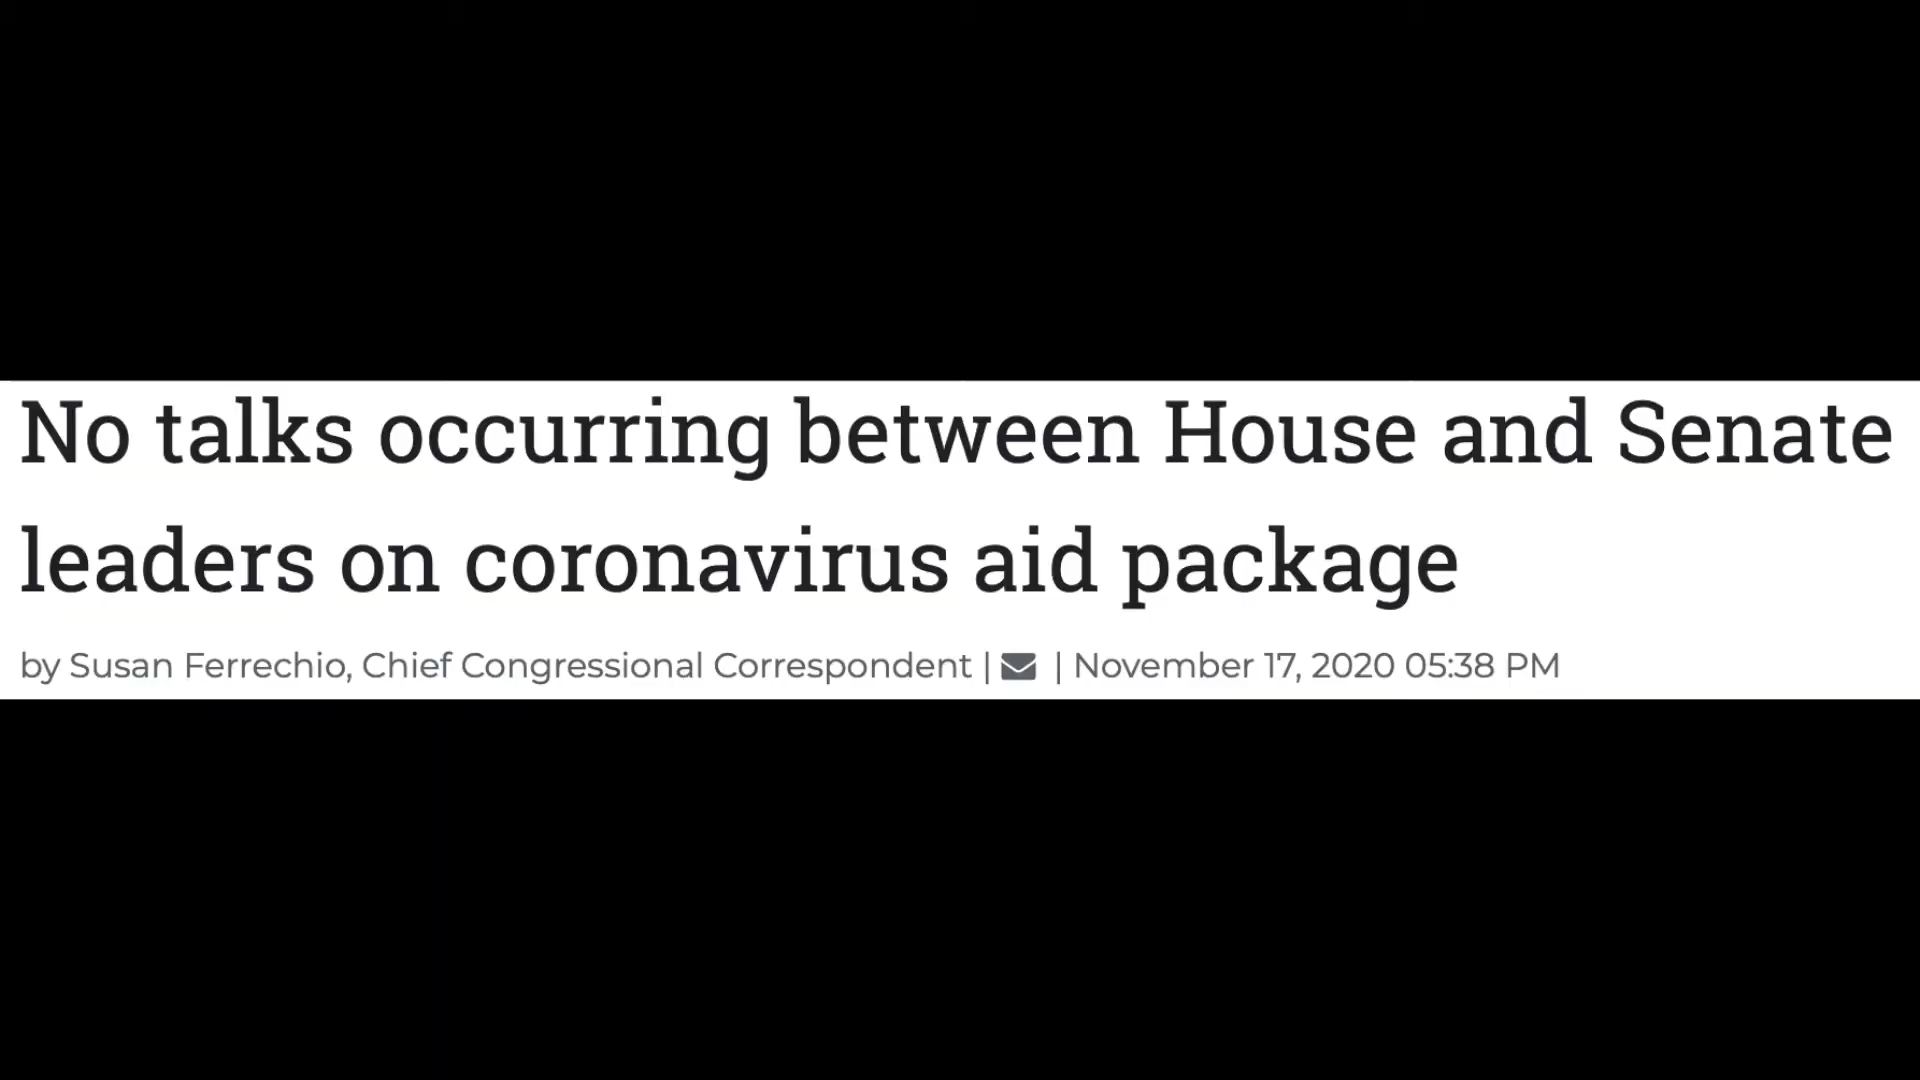 No talks occurring between House and Senate
leaders on coronavirus aid package
by Susan Ferrechio, Chief Congressional Correspondent | | November 17, 2020 05:38 PM